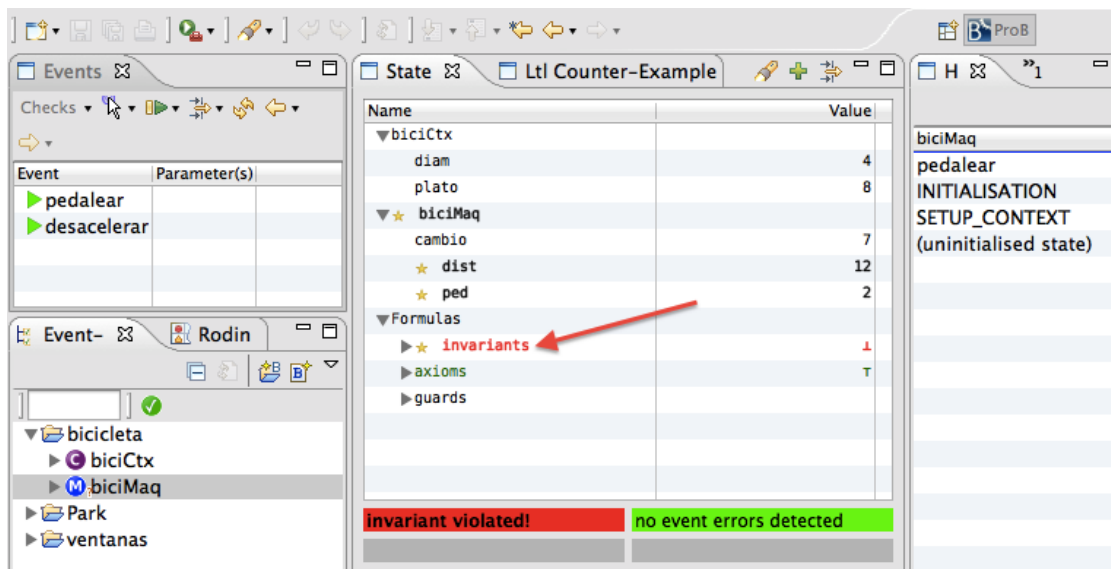 ProB
Events
State
Ltl Counter-Example
H
»1
Checks
Name Value
biciCtx
diam 4
plato 8
biciMaq
cambio 7
dist 12
ped 2
Formulas
invariants ⊥
axioms ⊤
guards
Event Parameter(s)
pedalear
desacelerar
biciMaq
pedalear
INITIALISATION
SETUP_CONTEXT
(uninitialised state)
Event-
Rodin
bicicleta
biciCtx
biciMaq
Park
ventanas
invariant violated!
no event errors detected